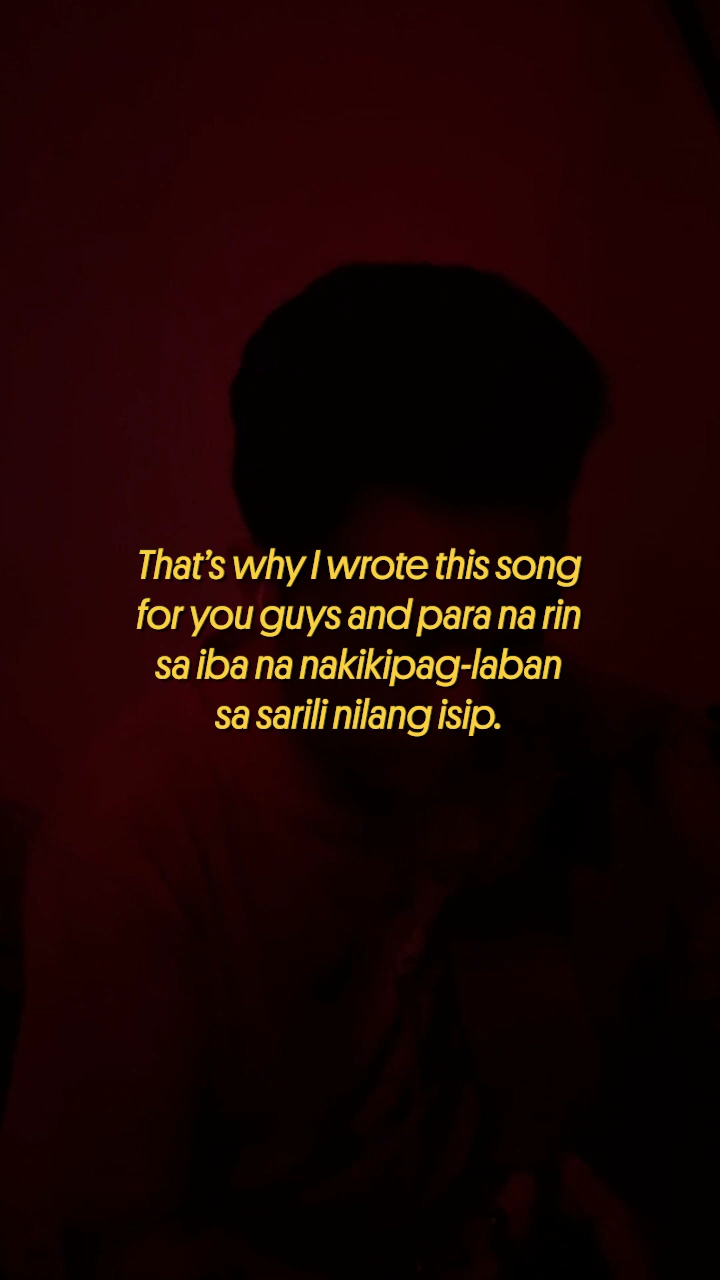 That's why I wrote this song
for you guys and para na rin
sa iba na nakikipag-laban
sa sarili nilang isip.